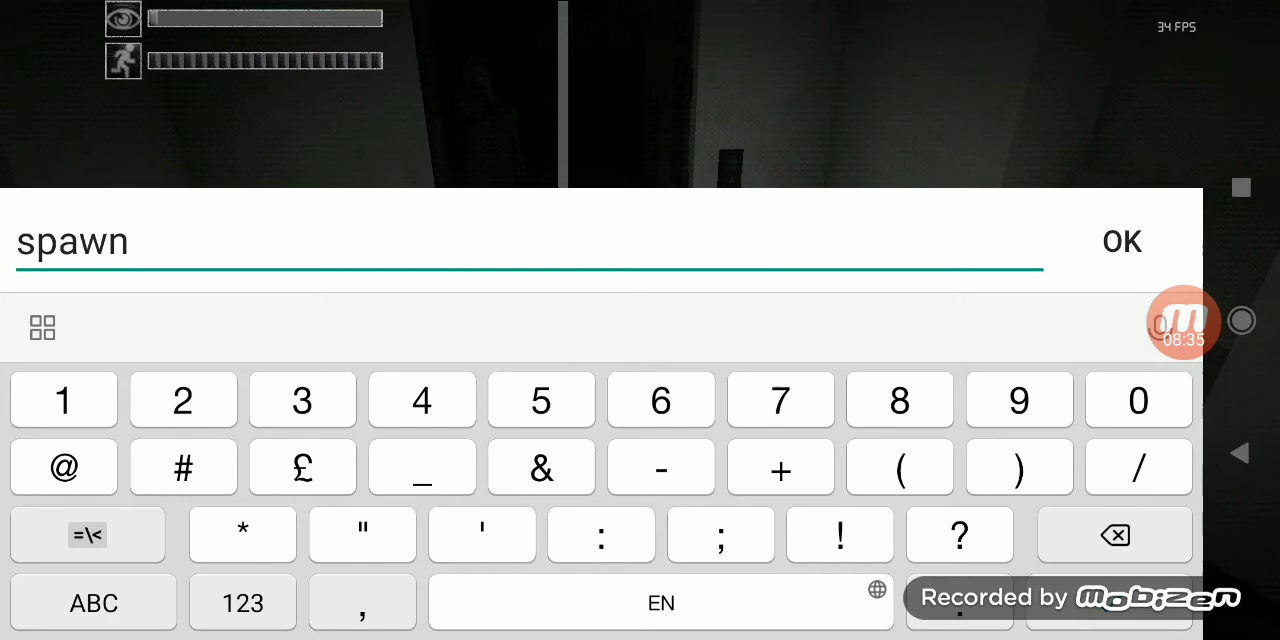 34 FPS
spawn
OK
08:35
1 2 3 4 5 6 7 8 9 0
@ # £ _ & - + ( ) /
=\< * " ' : ; ! ?
ABC 123 , EN .
Recorded by mobizen